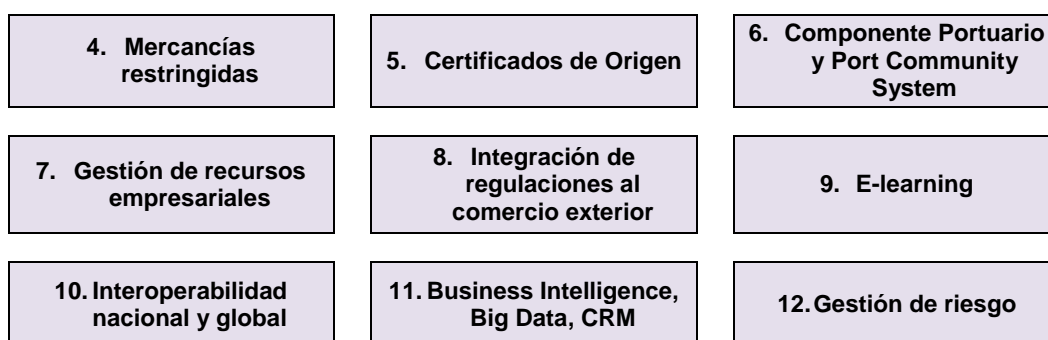 4. Mercancías
restringidas
5. Certificados de Origen
6. Componente Portuario
y Port Community
System
7. Gestión de recursos
empresariales
8. Integración de
regulaciones al
comercio exterior
9. E-learning
10. Interoperabilidad
nacional y global
11. Business Intelligence,
Big Data, CRM
12. Gestión de riesgo